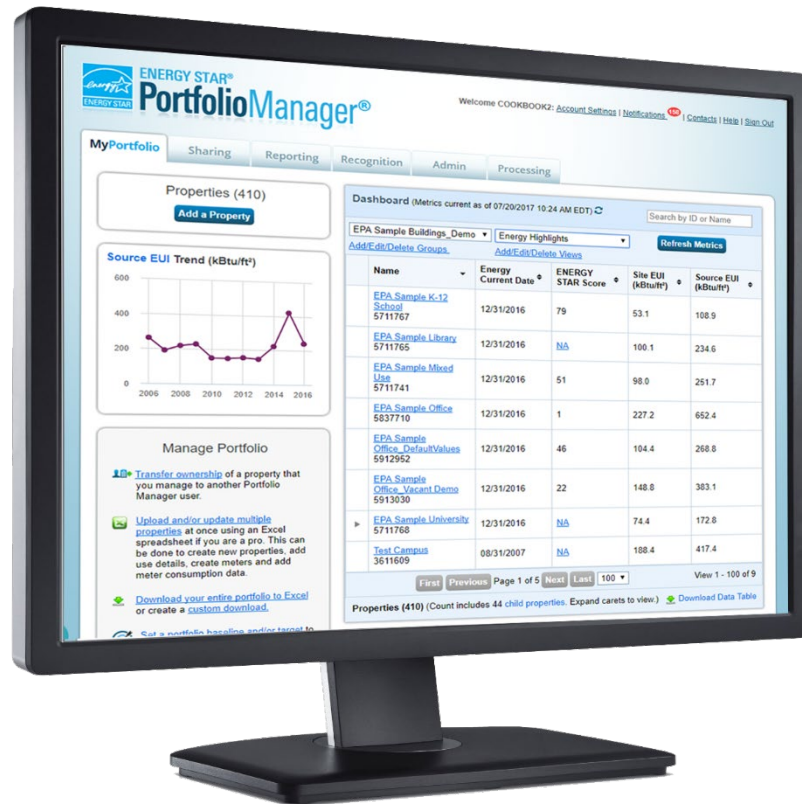 ENERGY STAR
ENERGY STAR®
PortfolioManager®
Welcome COOKBOOK2: Account Settings | Notifications 158 | Contacts | Help | Sign Out
MyPortfolio
Sharing
Reporting
Recognition
Admin
Processing
Properties (410)
Add a Property
Source EUI Trend (kBtu/ft²)
600
400
200
0
2006 2008 2010 2012 2014 2016
Manage Portfolio
Transfer ownership of a property that
you manage to another Portfolio
Manager user.
Upload and/or update multiple
properties at once using an Excel
spreadsheet if you are a pro. This can
be done to create new properties, add
use details, create meters and add
meter consumption data.
Download your entire portfolio to Excel
or create a custom download.
Set a portfolio baseline and/or target to
Dashboard (Metrics current as of 07/20/2017 10:24 AM EDT)
Search by ID or Name
EPA Sample Buildings_Demo
Energy Highlights
Refresh Metrics
Add/Edit/Delete Groups
Add/Edit/Delete Views
Name
Energy
Current Date
ENERGY
STAR Score
Site EUI
(kBtu/ft²)
Source EUI
(kBtu/ft²)
EPA Sample K-12
School
5711767
12/31/2016 79 53.1 108.9
EPA Sample Library
5711765
12/31/2016 NA 100.1 234.6
EPA Sample Mixed
Use
5711741
12/31/2016 51 98.0 251.7
EPA Sample Office
5837710
12/31/2016 1 227.2 652.4
EPA Sample
Office_DefaultValues
5912952
12/31/2016 46 104.4 268.8
EPA Sample
Office_Vacant Demo
5913030
12/31/2016 22 148.8 383.1
EPA Sample University
5711768
12/31/2016 NA 74.4 172.8
Test Campus
3611609
08/31/2007 NA 188.4 417.4
First Previous Page 1 of 5 Next Last 100
View 1 - 100 of 9
Properties (410) (Count includes 44 child properties. Expand carets to view.)
Download Data Table